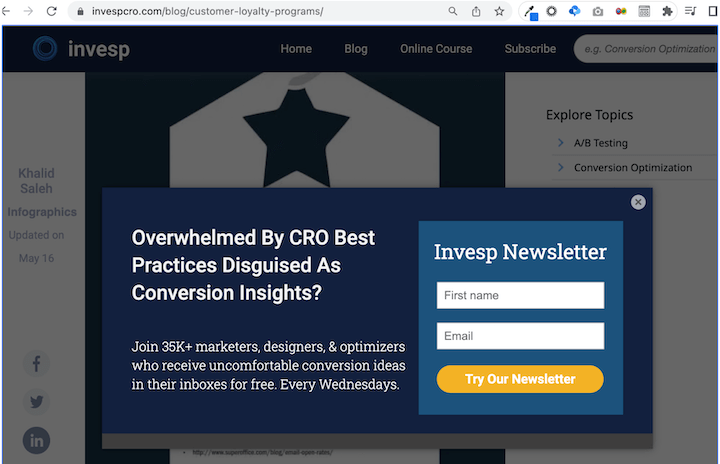 invespcro.com/blog/customer-loyalty-programs/
invesp
Home
Blog
Online Course
Subscribe
e.g. Conversion Optimization
Khalid
Saleh
Infographics
Updated on
May 16
Explore Topics
A/B Testing
Conversion Optimization
Overwhelmed By CRO Best
Practices Disguised As
Conversion Insights?
Join 35K+ marketers, designers, & optimizers
who receive uncomfortable conversion ideas
in their inboxes for free. Every Wednesdays.
Invesp Newsletter
First name
Email
Try Our Newsletter
http://www.superoffice.com/blog/email-open-rates/